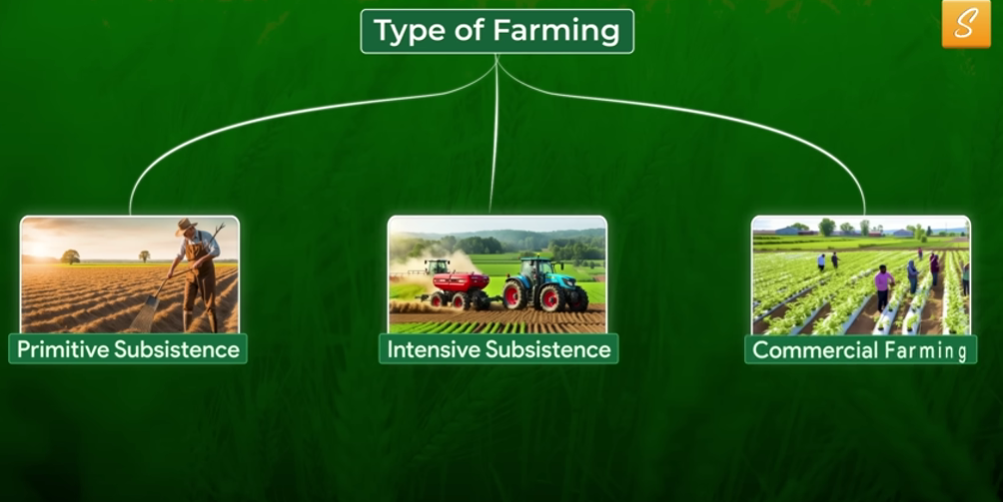 Type of Farming
S
Primitive Subsistence
Intensive Subsistence
Commercial Farming